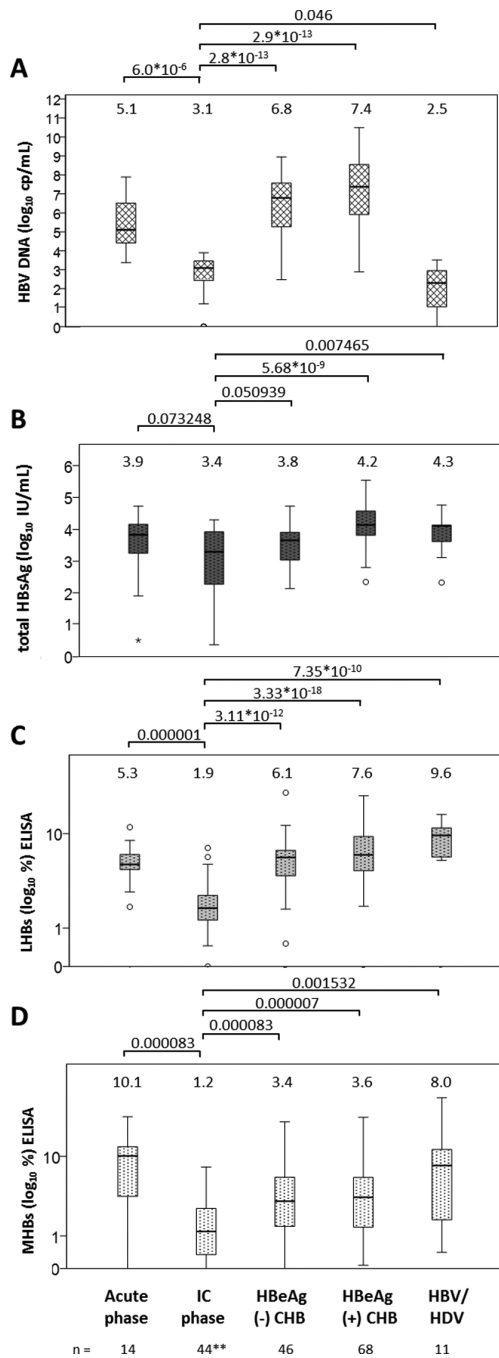 0.046
2.9*10-13
2.8*10-13
6.0*10-6
A
5.1 3.1 6.8 7.4 2.5
HBV DNA (log10 cp/mL)
12
11
10
9
8
7
6
5
4
3
2
1
0
0.007465
5.68*10-9
0.050939
0.073248
B
3.9 3.4 3.8 4.2 4.3
total HBsAg (log10 IU/mL)
6
5
4
3
2
1
0
*
7.35*10-10
3.33*10-18
3.11*10-12
0.000001
C
5.3 1.9 6.1 7.6 9.6
LHBs (log10 %) ELISA
10
1
0
0.001532
0.000007
0.000083
0.000083
D
10.1 1.2 3.4 3.6 8.0
MHBs (log10 %) ELISA
10
1
0
Acute IC HBeAg HBeAg HBV/
phase phase (-) CHB (+) CHB HDV
n = 14 44** 46 68 11